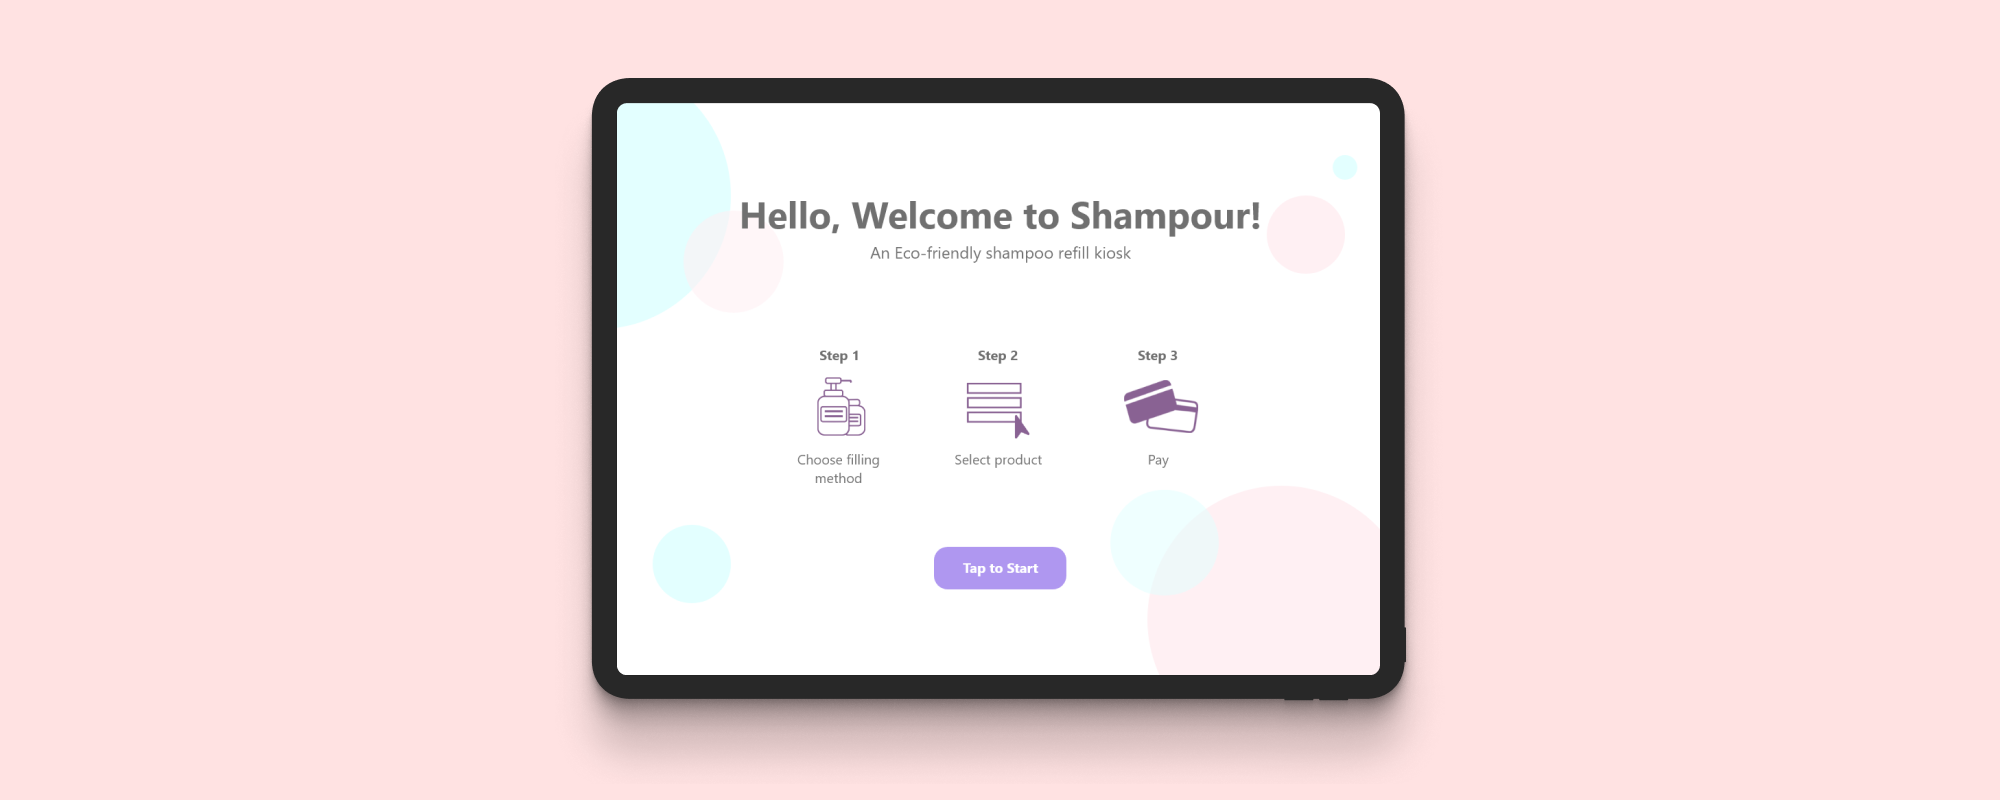 Hello, Welcome to Shampour!
An Eco-friendly shampoo refill kiosk
Step 1
Choose filling
method
Step 2
Select product
Step 3
Pay
Tap to Start